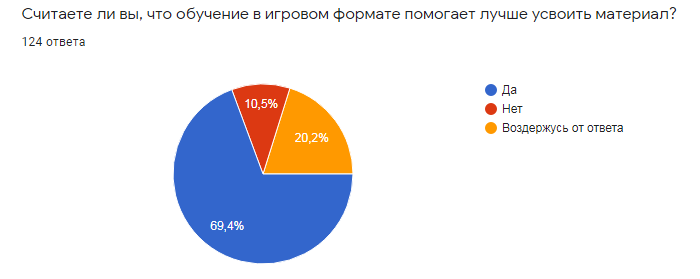 Считаете ли вы, что обучение в игровом формате помогает лучше усвоить материал?
124 ответа
10,5%
20,2%
69,4%
Да
Нет
Воздержусь от ответа